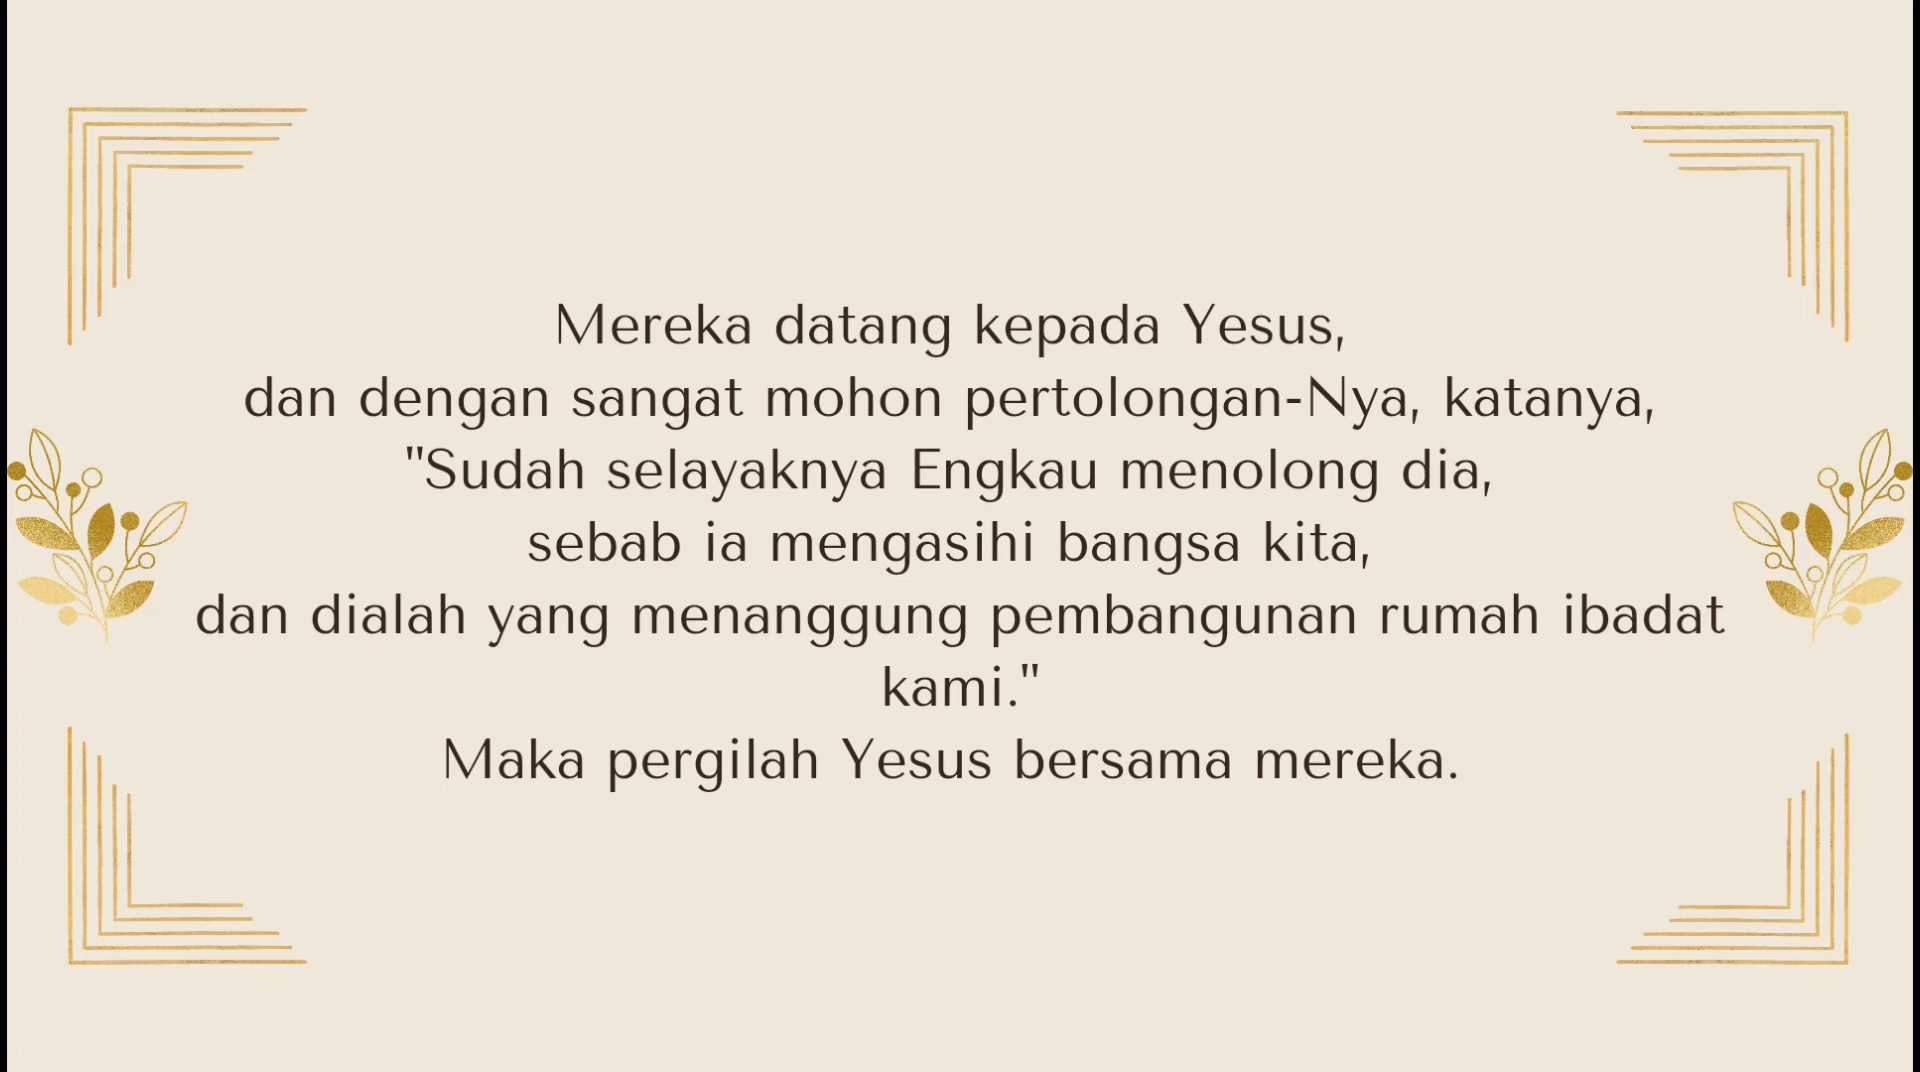 Mereka datang kepada Yesus,
dan dengan sangat mohon pertolongan-Nya, katanya,
"Sudah selayaknya Engkau menolong dia,
sebab ia mengasihi bangsa kita,
dan dialah yang menanggung pembangunan rumah ibadat
kami."
Maka pergilah Yesus bersama mereka.